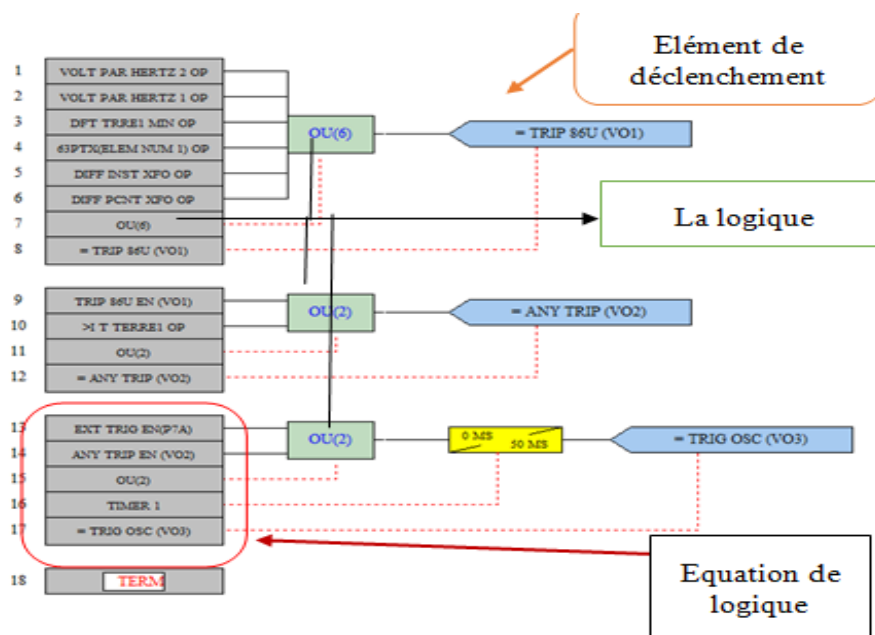 Elément de
déclenchement
1 VOLT PAR HERTZ 2 OP
2 VOLT PAR HERTZ 1 OP
3 DFT TRRE1 MIN OP
4 63PTX(ELEM NUM 1) OP
5 DIFF INST XFO OP
6 DIFF PCNT XFO OP
7 OU(6)
8 = TRIP 86U (VO1)
OU(6)
= TRIP 86U (VO1)
La logique
9 TRIP 86U EN (VO1)
10 >I T TERRE1 OP
11 OU(2)
12 = ANY TRIP (VO2)
OU(2)
= ANY TRIP (VO2)
13 EXT TRIG EN(P7A)
14 ANY TRIP EN (VO2)
15 OU(2)
16 TIMER 1
17 = TRIG OSC (VO3)
OU(2)
0 MS
50 MS
= TRIG OSC (VO3)
18 TERM
Equation de
logique